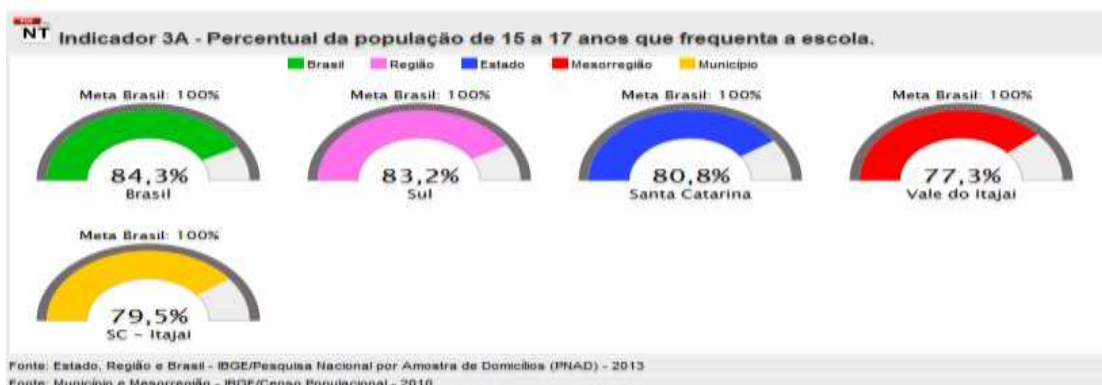 PDF
NT Indicador 3A - Percentual da população de 15 a 17 anos que frequenta a escola.
Brasil Região Estado Mesorregião Município
Meta Brasil: 100% Meta Brasil: 100% Meta Brasil: 100% Meta Brasil: 100%
84,3% 83,2% 80,8% 77,3%
Brasil Sul Santa Catarina Vale do Itajaí
Meta Brasil: 100%
79,5%
SC - Itajaí
Fonte: Estado, Região e Brasil - IBGE/Pesquisa Nacional por Amostra de Domicílios (PNAD) - 2013
Fonte: Município e Mesorregião - IBGE/Censo Populacional - 2010